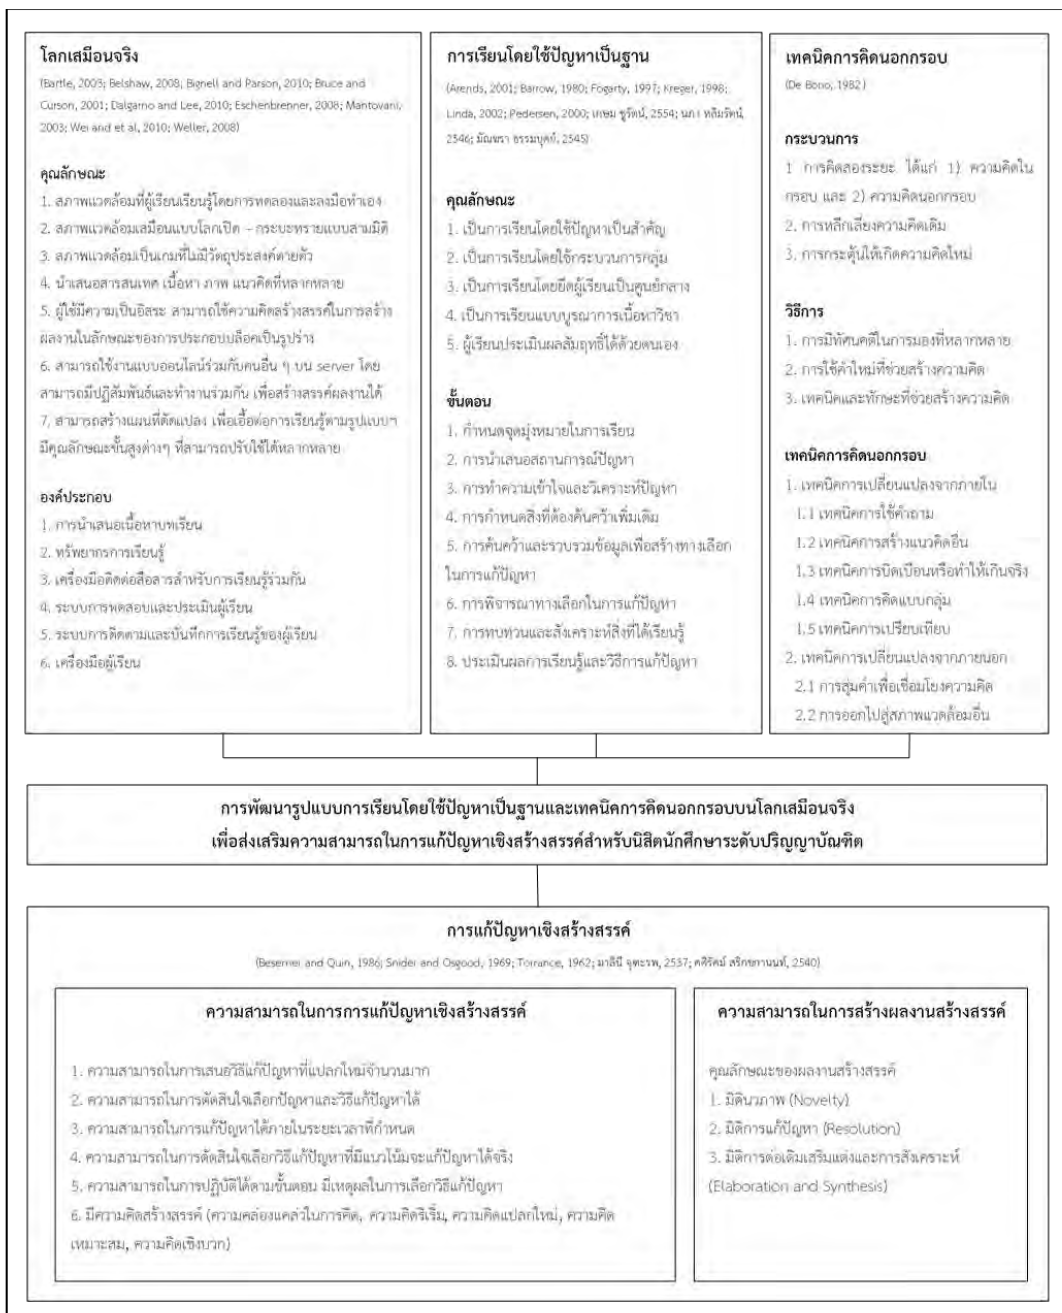 โลกเสมือนจริง
(Bartle, 2003; Belshaw, 2008; Bignell and Parson, 2010; Bruce and
Curson, 2001; Dalgarno and Lee, 2010; Eschenbrenner, 2008; Mantovani,
2003; Wei and et al, 2010; Weller, 2008)
คุณลักษณะ
1. สภาพแวดล้อมที่ผู้เรียนเรียนรู้โดยการทดลองและลงมือทำเอง
2. สภาพแวดล้อมเสมือนแบบโลกเปิด – กระบะทรายแบบสามมิติ
3. สภาพแวดล้อมเป็นเกมที่ไม่มีวัตถุประสงค์ตายตัว
4. นำเสนอสารสนเทศ เนื้อหา ภาพ แนวคิดที่หลากหลาย
5. ผู้ใช้มีความเป็นอิสระ สามารถใช้ความคิดสร้างสรรค์ในการสร้าง
ผลงานในลักษณะของการประกอบบล็อคเป็นรูปร่าง
6. สามารถใช้งานแบบออนไลน์ร่วมกับคนอื่น ๆ บน server โดย
สามารถมีปฏิสัมพันธ์และทำงานร่วมกัน เพื่อสร้างสรรค์ผลงานได้
7. สามารถสร้างแผนที่ดัดแปลง เพื่อเอื้อต่อการเรียนรู้ตามรูปแบบฯ
มีคุณลักษณะขั้นสูงต่างๆ ที่สามารถปรับใช้ได้หลากหลาย
องค์ประกอบ
1. การนำเสนอเนื้อหาบทเรียน
2. ทรัพยากรการเรียนรู้
3. เครื่องมือติดต่อสื่อสารสำหรับการเรียนรู้ร่วมกัน
4. ระบบการทดสอบและประเมินผู้เรียน
5. ระบบการติดตามและบันทึกการเรียนรู้ของผู้เรียน
6. เครื่องมือผู้เรียน
การเรียนโดยใช้ปัญหาเป็นฐาน
(Arends, 2001; Barrow, 1980; Fogarty, 1997; Kreger, 1998;
Linda, 2002; Pedersen, 2000; เกษม ชูรัตน์, 2554; นภา หลิมรัตน์,
2546; มัณฑรา ธรรมบุศย์, 2545)
คุณลักษณะ
1. เป็นการเรียนโดยใช้ปัญหาเป็นสำคัญ
2. เป็นการเรียนโดยใช้กระบวนการกลุ่ม
3. เป็นการเรียนโดยยึดผู้เรียนเป็นศูนย์กลาง
4. เป็นการเรียนแบบบูรณาการเนื้อหาวิชา
5. ผู้เรียนประเมินผลสัมฤทธิ์ได้ด้วยตนเอง
ขั้นตอน
1. กำหนดจุดมุ่งหมายในการเรียน
2. การนำเสนอสถานการณ์ปัญหา
3. การทำความเข้าใจและวิเคราะห์ปัญหา
4. การกำหนดสิ่งที่ต้องค้นคว้าเพิ่มเติม
5. การค้นคว้าและรวบรวมข้อมูลเพื่อสร้างทางเลือก
ในการแก้ปัญหา
6. การพิจารณาทางเลือกในการแก้ปัญหา
7. การทบทวนและสังเคราะห์สิ่งที่ได้เรียนรู้
8. ประเมินผลการเรียนรู้และวิธีการแก้ปัญหา
เทคนิคการคิดนอกกรอบ
(De Bono, 1982)
กระบวนการ
1 การคิดสองระยะ ได้แก่ 1) ความคิดใน
กรอบ และ 2) ความคิดนอกกรอบ
2. การหลีกเลี่ยงความคิดเดิม
3. การกระตุ้นให้เกิดความคิดใหม่
วิธีการ
1. การมีทัศนคติในการมองที่หลากหลาย
2. การใช้คำใหม่ที่ช่วยสร้างความคิด
3. เทคนิคและทักษะที่ช่วยสร้างความคิด
เทคนิคการคิดนอกกรอบ
1. เทคนิคการเปลี่ยนแปลงจากภายใน
1.1 เทคนิคการใช้คำถาม
1.2 เทคนิคการสร้างแนวคิดอื่น
1.3 เทคนิคการบิดเบือนหรือทำให้เกินจริง
1.4 เทคนิคการคิดแบบกลุ่ม
1.5 เทคนิคการเปรียบเทียบ
2. เทคนิคการเปลี่ยนแปลงจากภายนอก
2.1 การสุ่มคำเพื่อเชื่อมโยงความคิด
2.2 การออกไปสู่สภาพแวดล้อมอื่น
การพัฒนารูปแบบการเรียนโดยใช้ปัญหาเป็นฐานและเทคนิคการคิดนอกกรอบบนโลกเสมือนจริง
เพื่อส่งเสริมความสามารถในการแก้ปัญหาเชิงสร้างสรรค์สำหรับนิสิตนักศึกษาระดับปริญญาบัณฑิต
การแก้ปัญหาเชิงสร้างสรรค์
(Besemer and Quin, 1986; Snider and Osgood, 1969; Torrance, 1962; มาลินี จุฑะรพ, 2537; 2540)
ความสามารถในการการแก้ปัญหาเชิงสร้างสรรค์
1. ความสามารถในการเสนอวิธีแก้ปัญหาที่แปลกใหม่จำนวนมาก
2. ความสามารถในการตัดสินใจเลือกปัญหาและวิธีแก้ปัญหาได้
3. ความสามารถในการแก้ปัญหาได้ภายในระยะเวลาที่กำหนด
4. ความสามารถในการตัดสินใจเลือกวิธีแก้ปัญหาที่มีแนวโน้มจะแก้ปัญหาได้จริง
5. ความสามารถในการปฏิบัติได้ตามขั้นตอน มีเหตุผลในการเลือกวิธีแก้ปัญหา
6. มีความคิดสร้างสรรค์ (ความคล่องแคล่วในการคิด, ความคิดริเริ่ม, ความคิดแปลกใหม่, ความคิด
เหมาะสม, ความคิดเชิงบวก)
ความสามารถในการสร้างผลงานสร้างสรรค์
คุณลักษณะของผลงานสร้างสรรค์
1. มิตินวภาพ (Novelty)
2. มิติการแก้ปัญหา (Resolution)
3. มิติการต่อเติมเสริมแต่งและการสังเคราะห์
(Elaboration and Synthesis)